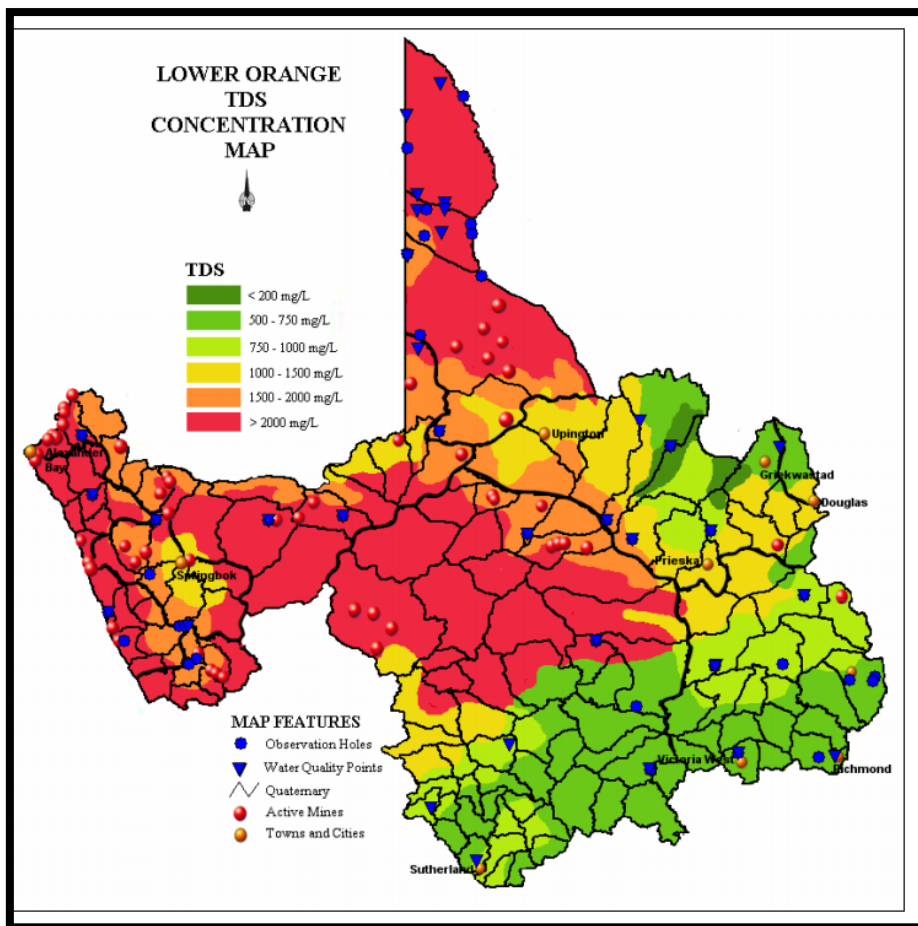 LOWER ORANGE
TDS
CONCENTRATION
MAP
TDS
< 200 mg/L
500 - 750 mg/L
750 - 1000 mg/L
1000 - 1500 mg/L
1500 - 2000 mg/L
> 2000 mg/L
Upington
Alexander
Bay
Griekwastad
Douglas
Prieska
Springbok
MAP FEATURES
Observation Holes
Water Quality Points
Quaternary
Active Mines
Towns and Cities
Victoria West
Richmond
Sutherland